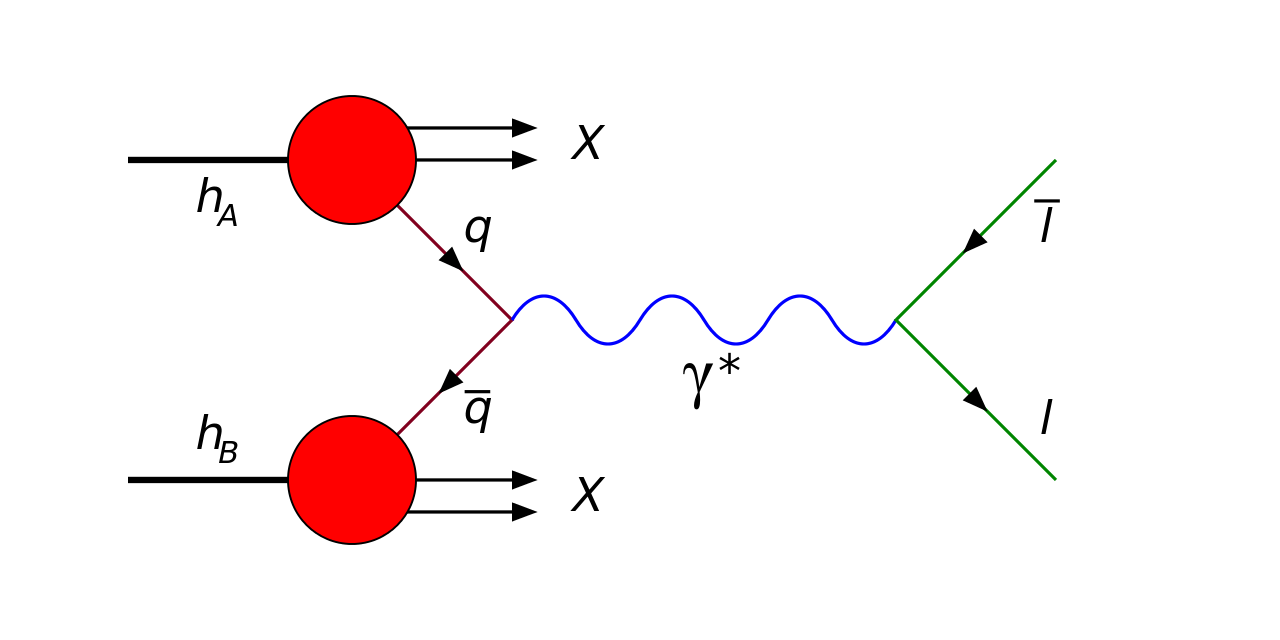 X
h_A
q
l̅
γ*
q̅
h_B
l
X